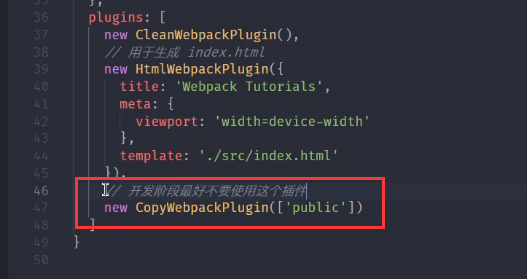 35 },
36 plugins: [
37 new CleanWebpackPlugin(),
38 // 用于生成 index.html
39 new HtmlWebpackPlugin({
40 title: 'Webpack Tutorials',
41 meta: {
42 viewport: 'width=device-width'
43 },
44 template: './src/index.html'
45 }),
46 // 开发阶段最好不要使用这个插件
47 new CopyWebpackPlugin(['public'])
48 ]
49 }
50